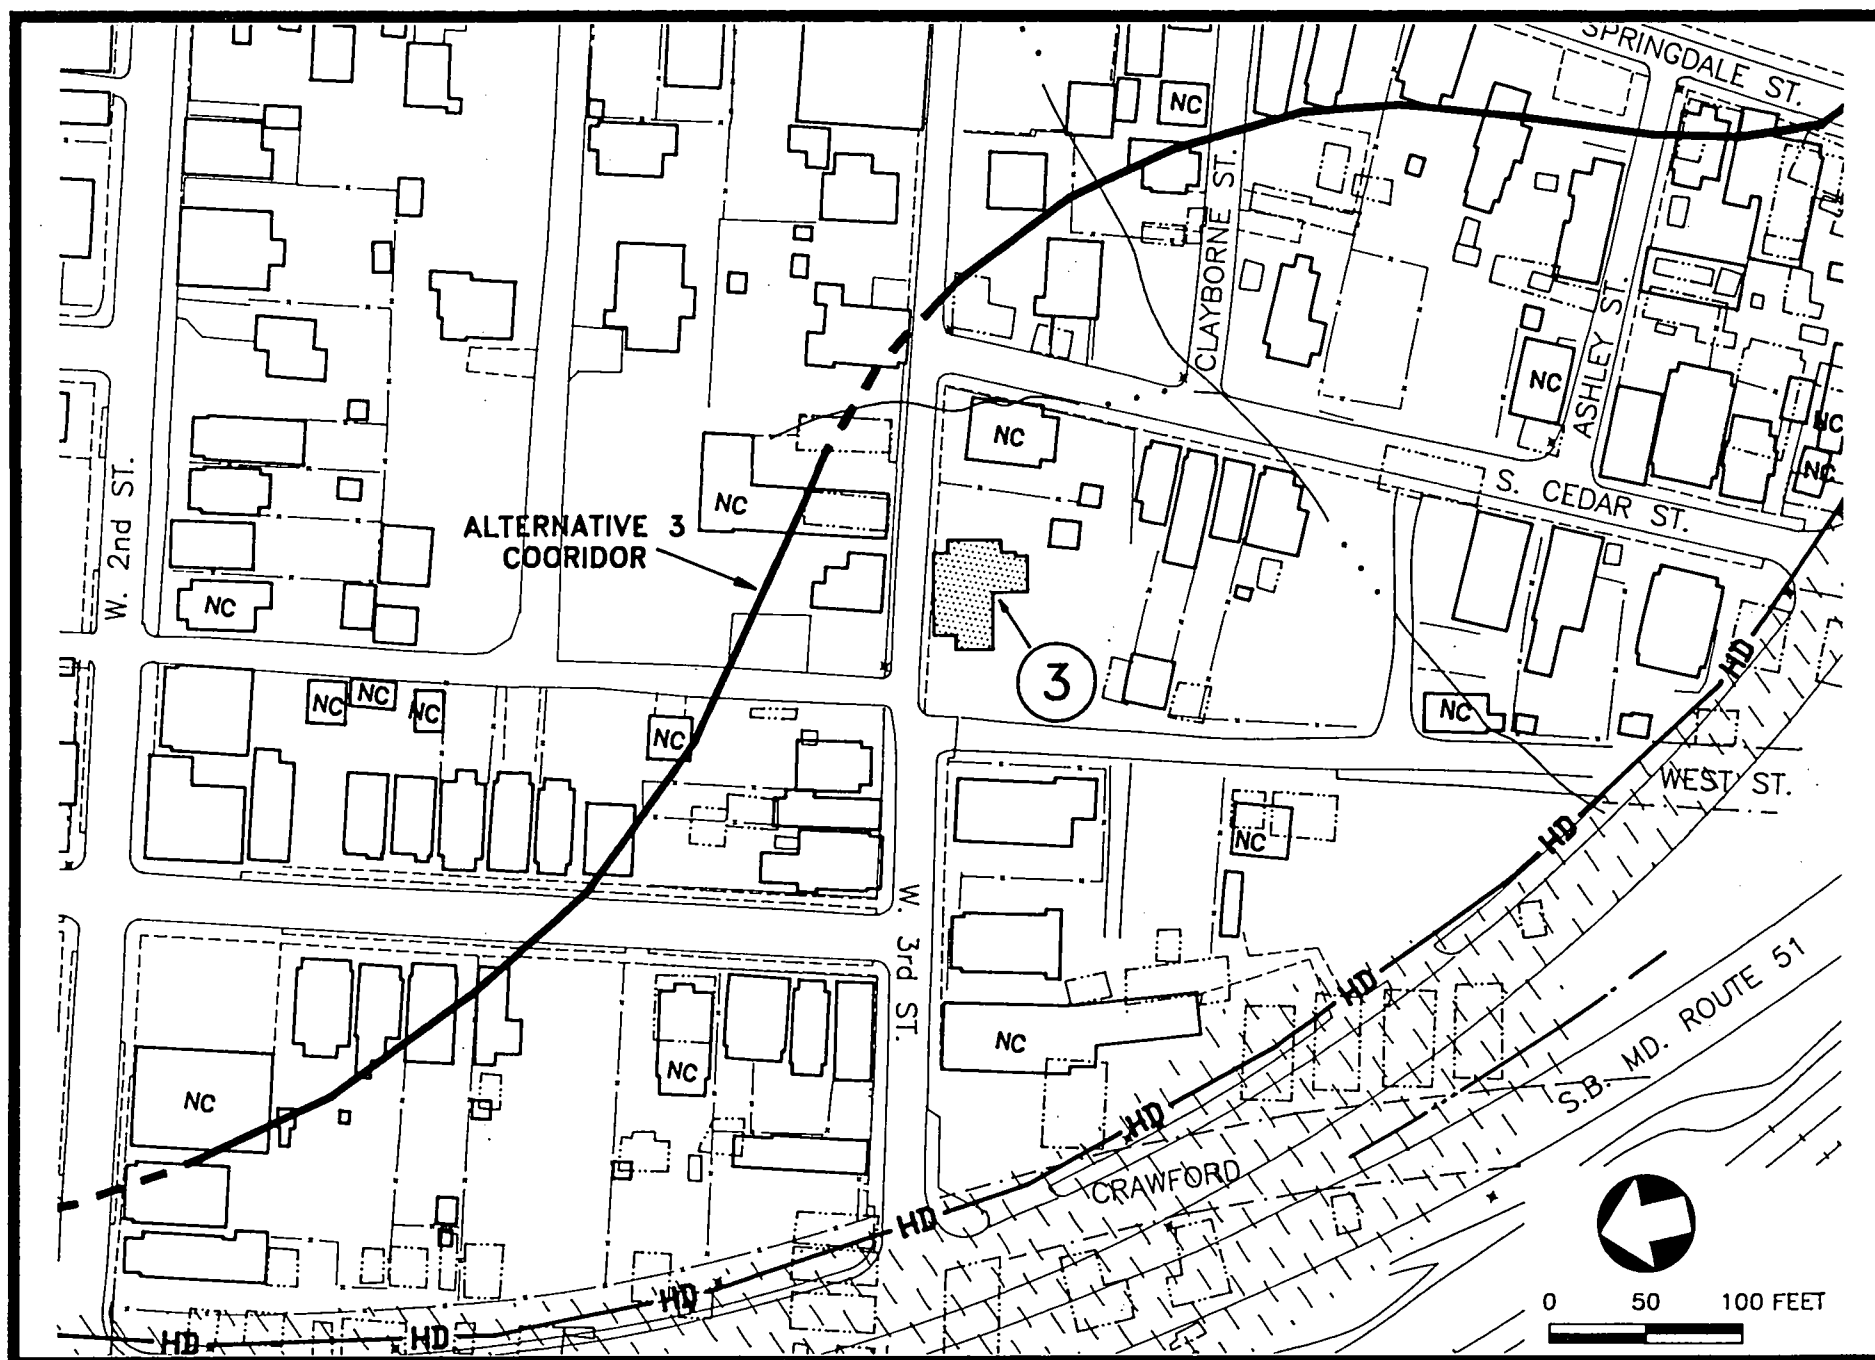 SPRINGDALE ST.
NC
CLAYBORNE ST.
ASHLEY ST.
NC
NC
NC
NC
NC
S. CEDAR ST.
W. 2nd ST.
ALTERNATIVE 3
COORIDOR
NC
3
HD
NC
NC
NC
NC
NC
WEST ST.
HD
NC
W. 3rd ST.
HD
S.B. MD. ROUTE 51
NC
NC
NC
HD
CRAWFORD
HD
HD
HD
HD
0 50 100 FEET